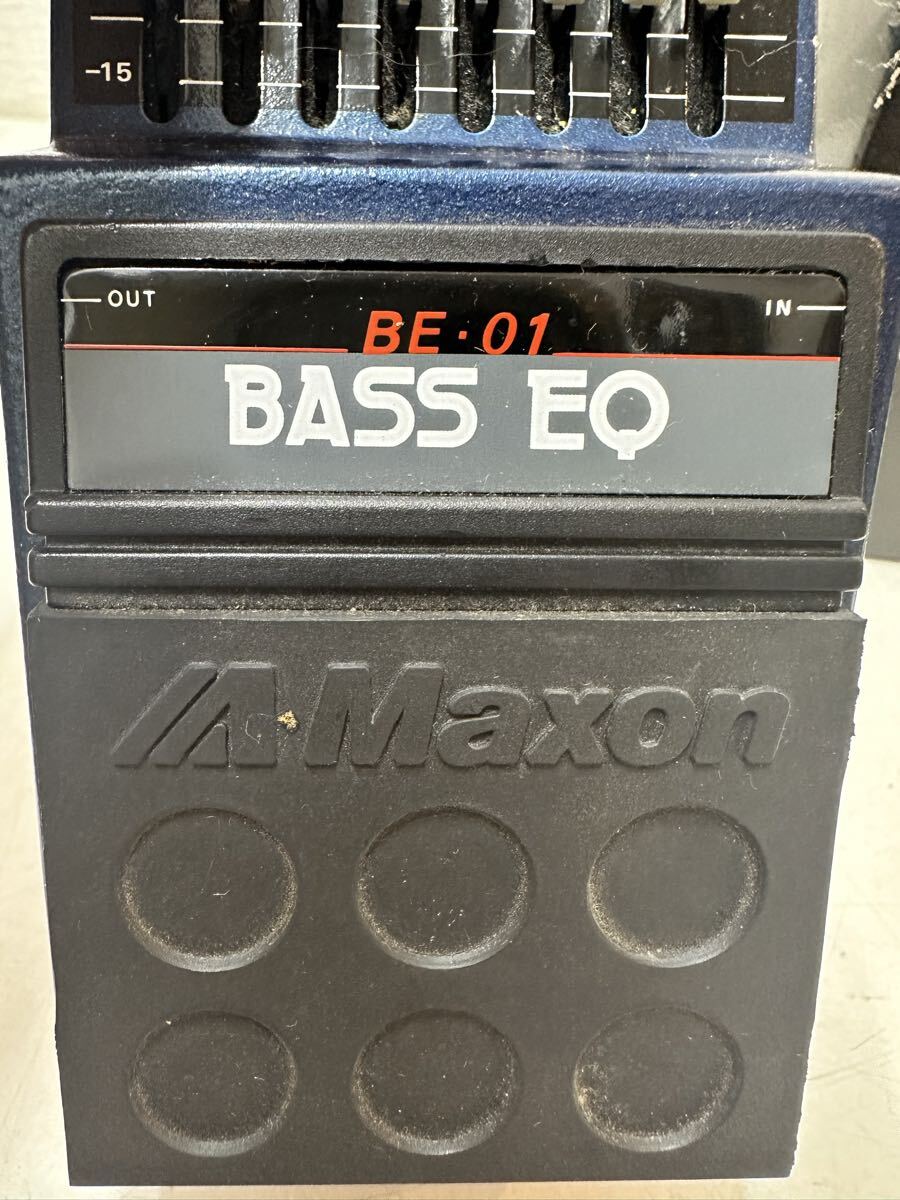 -15
OUT
IN
BE·01
BASS EQ
Maxon